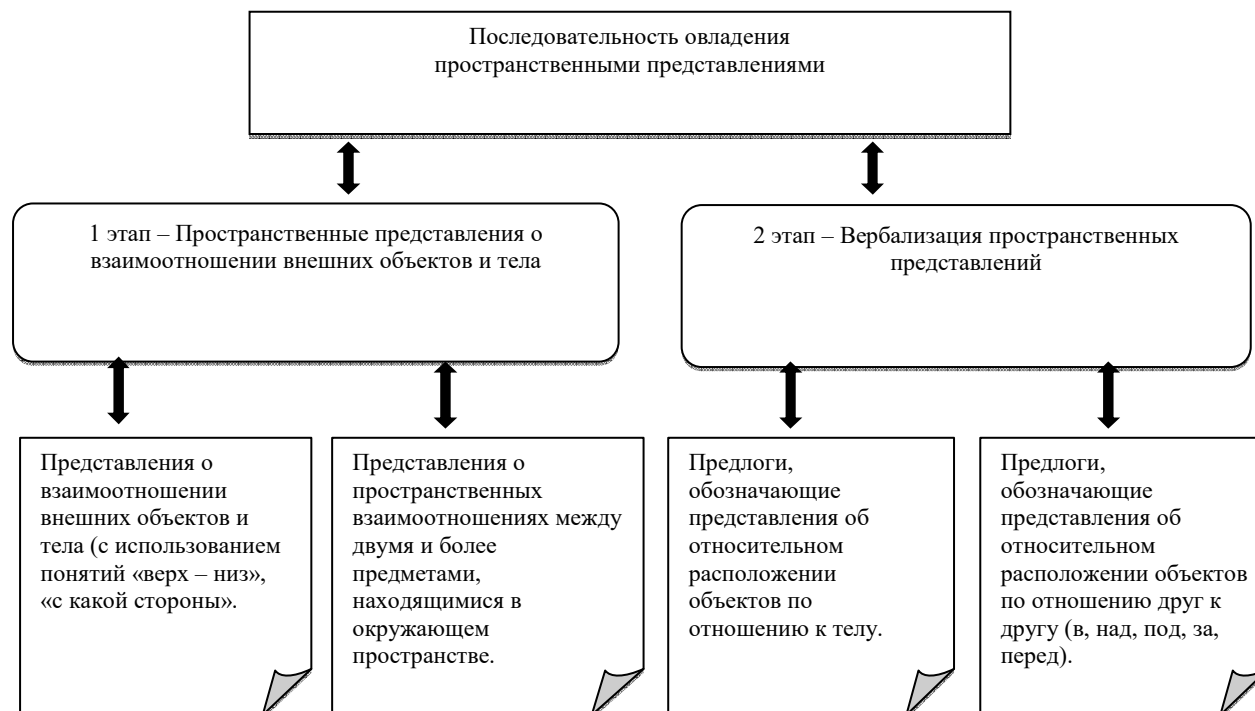 Последовательность овладения
пространственными представлениями
1 этап – Пространственные представления о
взаимоотношении внешних объектов и тела
2 этап – Вербализация пространственных
представлений
Представления о
взаимоотношении
внешних объектов и
тела (с использованием
понятий «верх – низ»,
«с какой стороны».
Представления о
пространственных
взаимоотношениях между
двумя и более
предметами,
находящимися в
окружающем
пространстве.
Предлоги,
обозначающие
представления об
относительном
расположении
объектов по
отношению к телу.
Предлоги,
обозначающие
представления об
относительном
расположении объектов
по отношению друг к
другу (в, над, под, за,
перед).